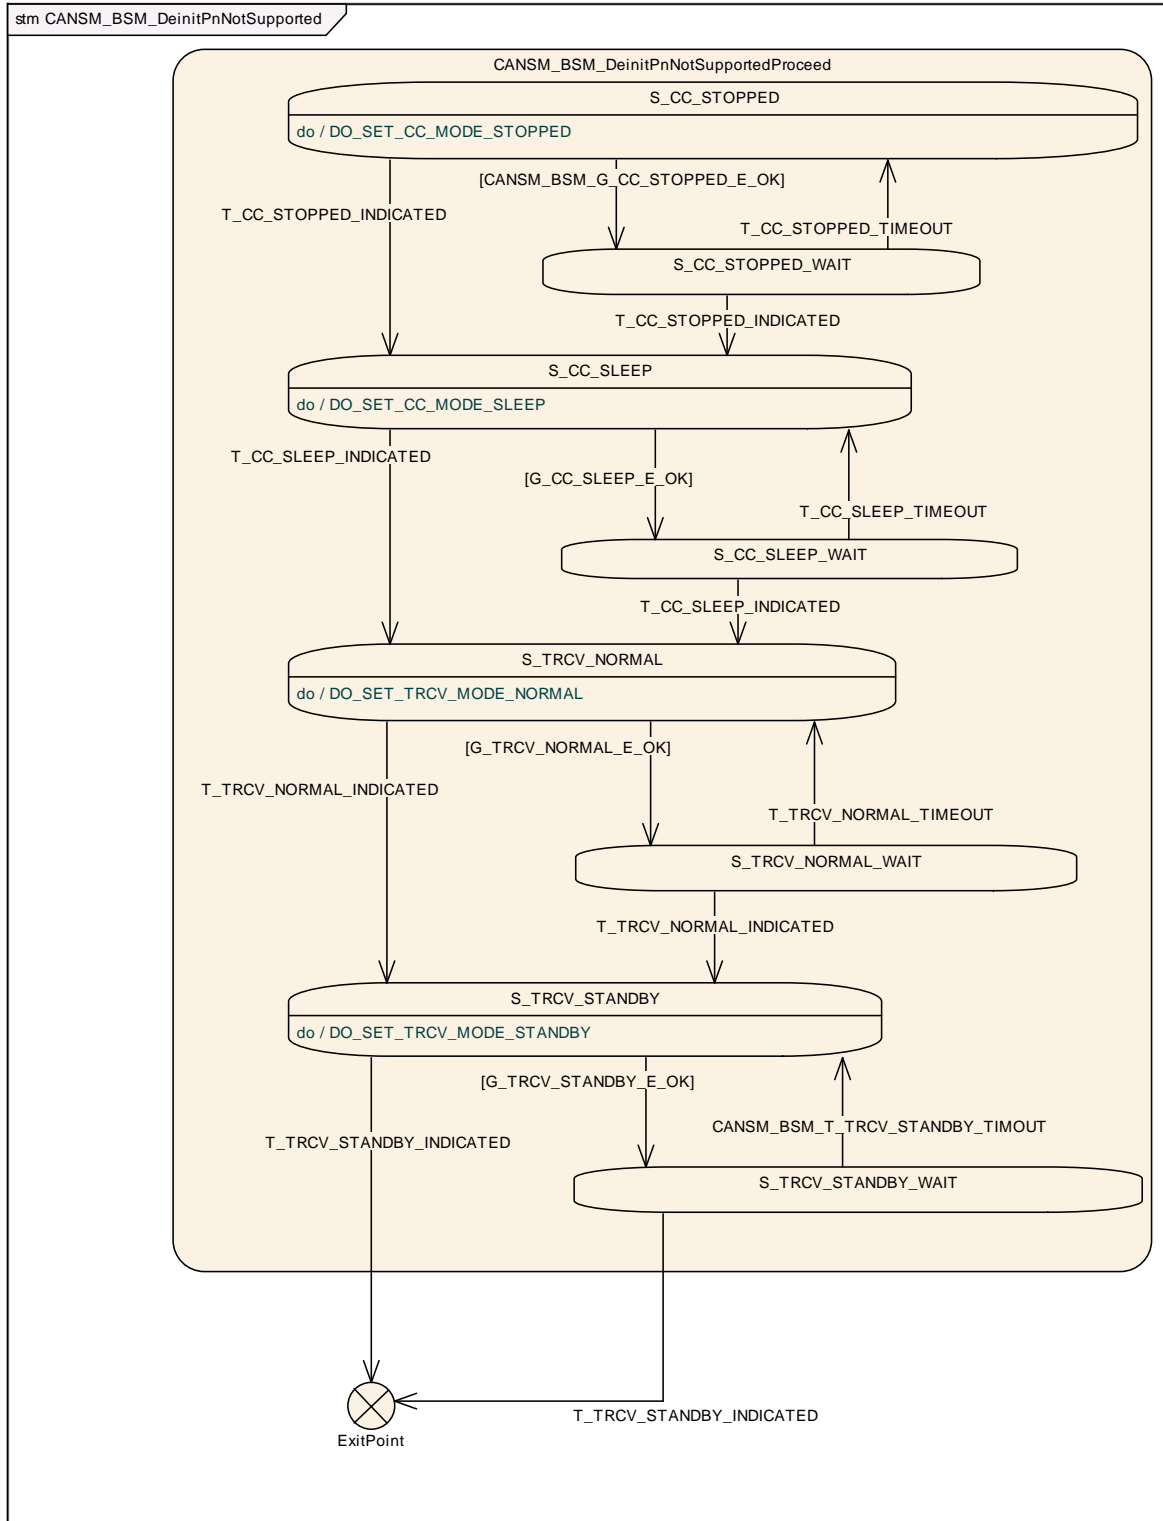 stm CANSM_BSM_DeinitPnNotSupported
CANSM_BSM_DeinitPnNotSupportedProceed
S_CC_STOPPED
do / DO_SET_CC_MODE_STOPPED
[CANSM_BSM_G_CC_STOPPED_E_OK]
T_CC_STOPPED_INDICATED
T_CC_STOPPED_TIMEOUT
S_CC_STOPPED_WAIT
T_CC_STOPPED_INDICATED
S_CC_SLEEP
do / DO_SET_CC_MODE_SLEEP
T_CC_SLEEP_INDICATED
[G_CC_SLEEP_E_OK]
T_CC_SLEEP_TIMEOUT
S_CC_SLEEP_WAIT
T_CC_SLEEP_INDICATED
S_TRCV_NORMAL
do / DO_SET_TRCV_MODE_NORMAL
[G_TRCV_NORMAL_E_OK]
T_TRCV_NORMAL_INDICATED
T_TRCV_NORMAL_TIMEOUT
S_TRCV_NORMAL_WAIT
T_TRCV_NORMAL_INDICATED
S_TRCV_STANDBY
do / DO_SET_TRCV_MODE_STANDBY
[G_TRCV_STANDBY_E_OK]
CANSM_BSM_T_TRCV_STANDBY_TIMOUT
T_TRCV_STANDBY_INDICATED
S_TRCV_STANDBY_WAIT
T_TRCV_STANDBY_INDICATED
ExitPoint